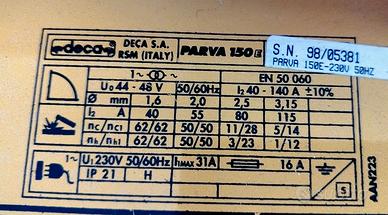 deca DECA S.A. RSM (ITALY) PARVA 150E
S.N. 98/05381
PARVA 150E-230V 50HZ
1~ EN 50 060
U₀ 44 - 48 V 50/60Hz I₂ 40 - 140 A ±10%
Ø mm 1,6 2,0 2,5 3,15
I₂ A 40 55 80 115
nc/nc1 62/62 50/50 11/28 5/14
nh/nh1 62/62 50/50 3/23 1/12
1~ U₁ 230V 50/60Hz I1MAX 31A 16 A
IP 21 H S
AAN223